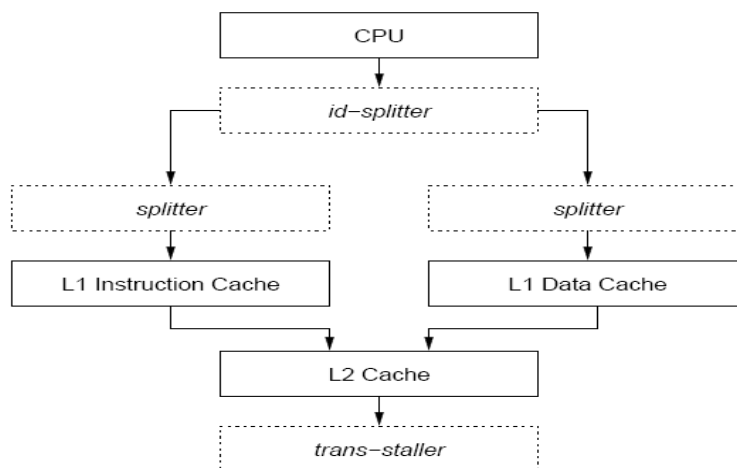 CPU
id-splitter
splitter
splitter
L1 Instruction Cache
L1 Data Cache
L2 Cache
trans-staller